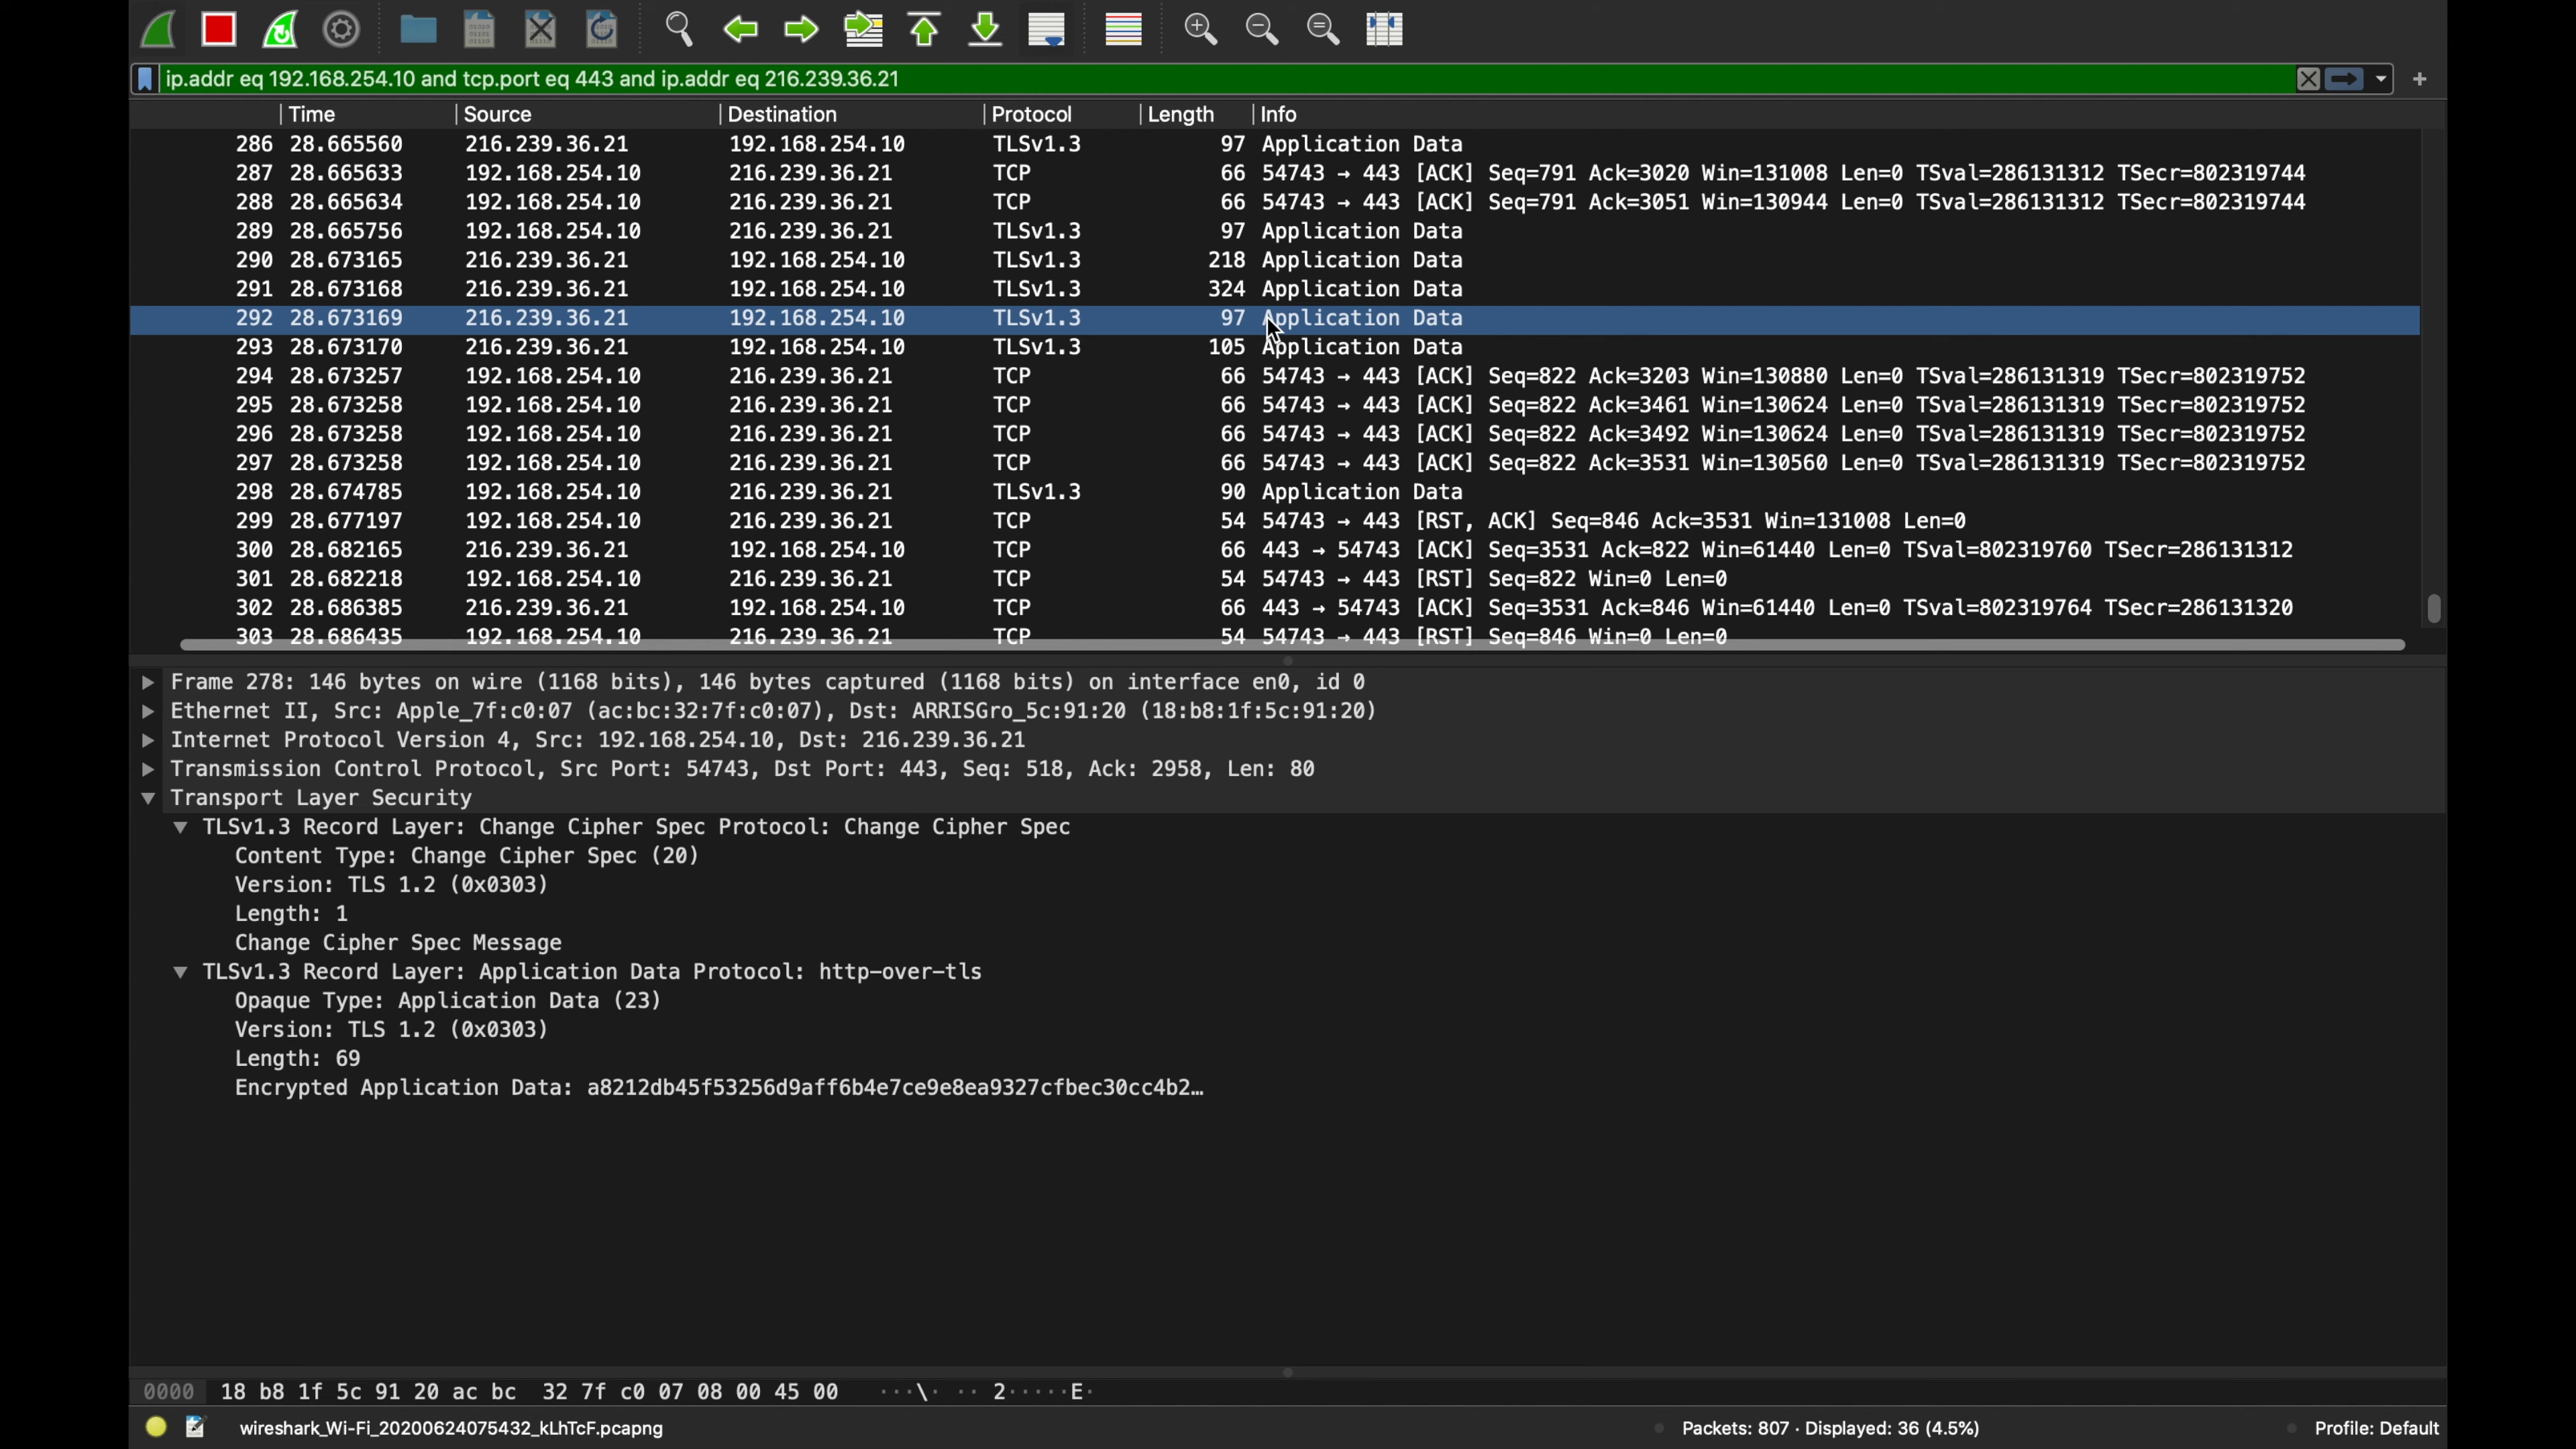 ip.addr eq 192.168.254.10 and tcp.port eq 443 and ip.addr eq 216.239.36.21
Time Source Destination Protocol Length Info
286 28.665560 216.239.36.21 192.168.254.10 TLSv1.3 97 Application Data
287 28.665633 192.168.254.10 216.239.36.21 TCP 66 54743 → 443 [ACK] Seq=791 Ack=3020 Win=131008 Len=0 TSval=286131312 TSecr=802319744
288 28.665634 192.168.254.10 216.239.36.21 TCP 66 54743 → 443 [ACK] Seq=791 Ack=3051 Win=130944 Len=0 TSval=286131312 TSecr=802319744
289 28.665756 192.168.254.10 216.239.36.21 TLSv1.3 97 Application Data
290 28.673165 216.239.36.21 192.168.254.10 TLSv1.3 218 Application Data
291 28.673168 216.239.36.21 192.168.254.10 TLSv1.3 324 Application Data
292 28.673169 216.239.36.21 192.168.254.10 TLSv1.3 97 Application Data
293 28.673170 216.239.36.21 192.168.254.10 TLSv1.3 105 Application Data
294 28.673257 192.168.254.10 216.239.36.21 TCP 66 54743 → 443 [ACK] Seq=822 Ack=3203 Win=130880 Len=0 TSval=286131319 TSecr=802319752
295 28.673258 192.168.254.10 216.239.36.21 TCP 66 54743 → 443 [ACK] Seq=822 Ack=3461 Win=130624 Len=0 TSval=286131319 TSecr=802319752
296 28.673258 192.168.254.10 216.239.36.21 TCP 66 54743 → 443 [ACK] Seq=822 Ack=3492 Win=130624 Len=0 TSval=286131319 TSecr=802319752
297 28.673258 192.168.254.10 216.239.36.21 TCP 66 54743 → 443 [ACK] Seq=822 Ack=3531 Win=130560 Len=0 TSval=286131319 TSecr=802319752
298 28.674785 192.168.254.10 216.239.36.21 TLSv1.3 90 Application Data
299 28.677197 192.168.254.10 216.239.36.21 TCP 54 54743 → 443 [RST, ACK] Seq=846 Ack=3531 Win=131008 Len=0
300 28.682165 216.239.36.21 192.168.254.10 TCP 66 443 → 54743 [ACK] Seq=3531 Ack=822 Win=61440 Len=0 TSval=802319760 TSecr=286131312
301 28.682218 192.168.254.10 216.239.36.21 TCP 54 54743 → 443 [RST] Seq=822 Win=0 Len=0
302 28.686385 216.239.36.21 192.168.254.10 TCP 66 443 → 54743 [ACK] Seq=3531 Ack=846 Win=61440 Len=0 TSval=802319764 TSecr=286131320
303 28.686435 192.168.254.10 216.239.36.21 TCP 54 54743 → 443 [RST] Seq=846 Win=0 Len=0
Frame 278: 146 bytes on wire (1168 bits), 146 bytes captured (1168 bits) on interface en0, id 0
Ethernet II, Src: Apple_7f:c0:07 (ac:bc:32:7f:c0:07), Dst: ARRISGro_5c:91:20 (18:b8:1f:5c:91:20)
Internet Protocol Version 4, Src: 192.168.254.10, Dst: 216.239.36.21
Transmission Control Protocol, Src Port: 54743, Dst Port: 443, Seq: 518, Ack: 2958, Len: 80
Transport Layer Security
TLSv1.3 Record Layer: Change Cipher Spec Protocol: Change Cipher Spec
Content Type: Change Cipher Spec (20)
Version: TLS 1.2 (0x0303)
Length: 1
Change Cipher Spec Message
TLSv1.3 Record Layer: Application Data Protocol: http-over-tls
Opaque Type: Application Data (23)
Version: TLS 1.2 (0x0303)
Length: 69
Encrypted Application Data: a8212db45f53256d9aff6b4e7ce9e8ea9327cfbec30cc4b2…
0000 18 b8 1f 5c 91 20 ac bc 32 7f c0 07 08 00 45 00 ···\· ·· 2·····E·
wireshark_Wi-Fi_20200624075432_kLhTcF.pcapng Packets: 807 · Displayed: 36 (4.5%) Profile: Default